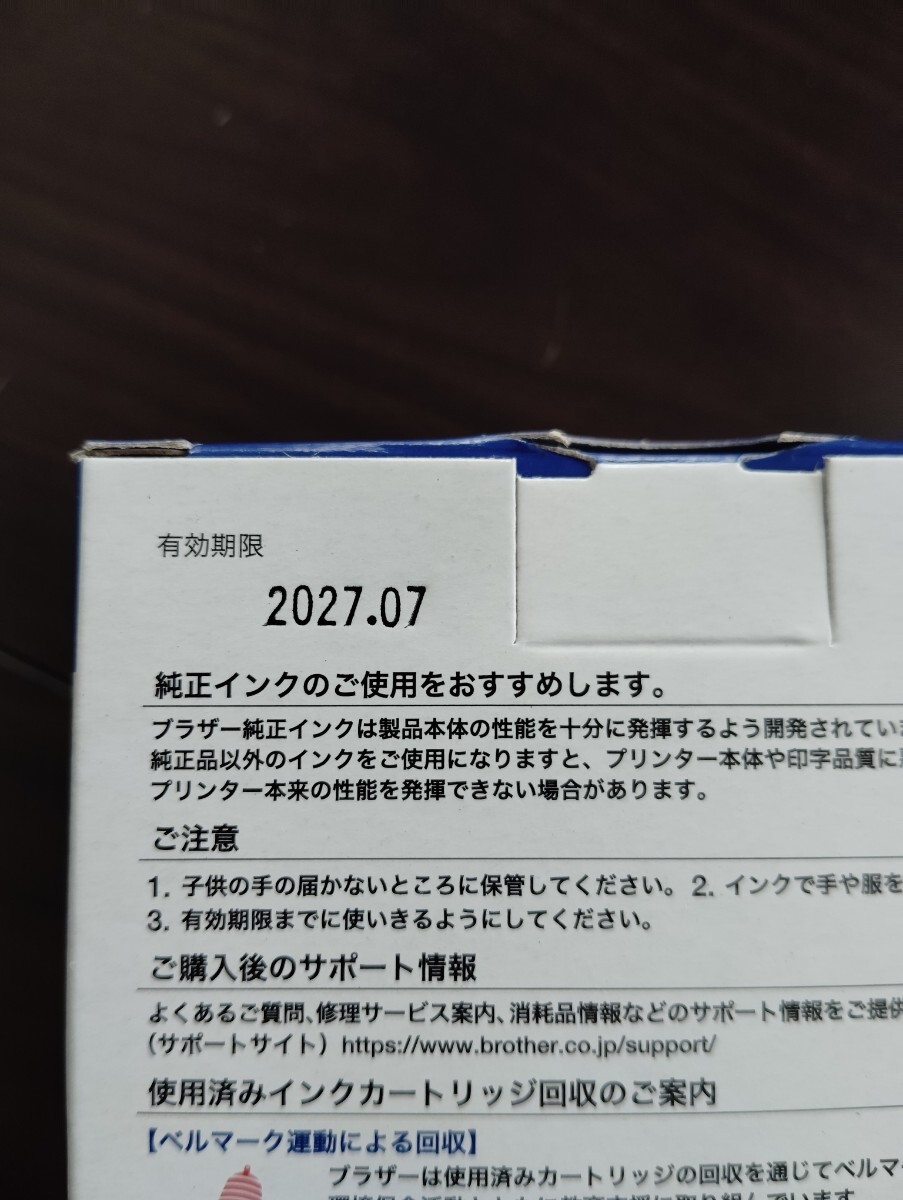 有効期限
2027.07
純正インクのご使用をおすすめします。
ブラザー純正インクは製品本体の性能を十分に発揮するよう開発されてい
純正品以外のインクをご使用になりますと、プリンター本体や印字品質に
プリンター本来の性能を発揮できない場合があります。
ご注意
1. 子供の手の届かないところに保管してください。 2. インクで手や服を
3. 有効期限までに使いきるようにしてください。
ご購入後のサポート情報
よくあるご質問、修理サービス案内、消耗品情報などのサポート情報をご提供
(サポートサイト) https://www.brother.co.jp/support/
使用済みインクカートリッジ回収のご案内
【ベルマーク運動による回収】
ブラザーは使用済みカートリッジの回収を通じてベルマー